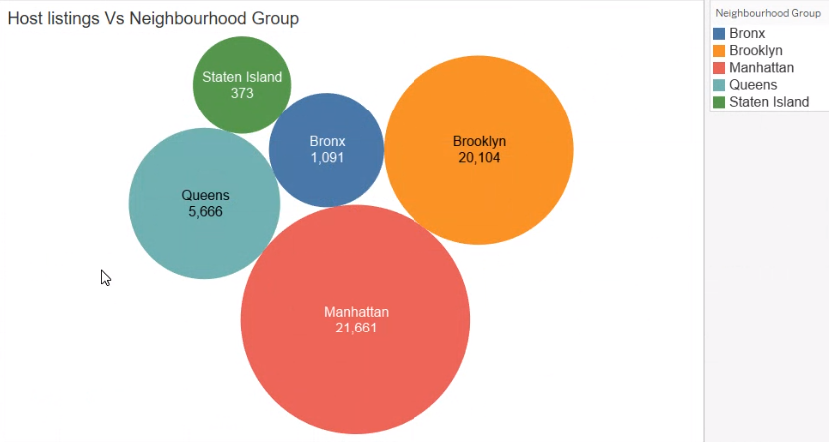 Host listings Vs Neighbourhood Group
Staten Island
373
Bronx
1,091
Brooklyn
20,104
Queens
5,666
Manhattan
21,661
Neighbourhood Group
Bronx
Brooklyn
Manhattan
Queens
Staten Island